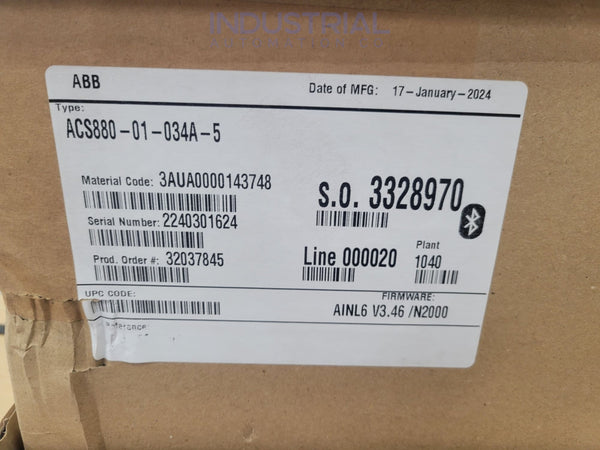 INDUSTRIAL
ABB
Date of MFG: 17-January-2024
Type:
ACS880-01-034A-5
Material Code: 3AUA0000143748
S.O. 3328970
Serial Number: 2240301624
Prod. Order #: 32037845
Line 000020
Plant
1040
UPC CODE:
FIRMWARE:
AINL6 V3.46 /N2000